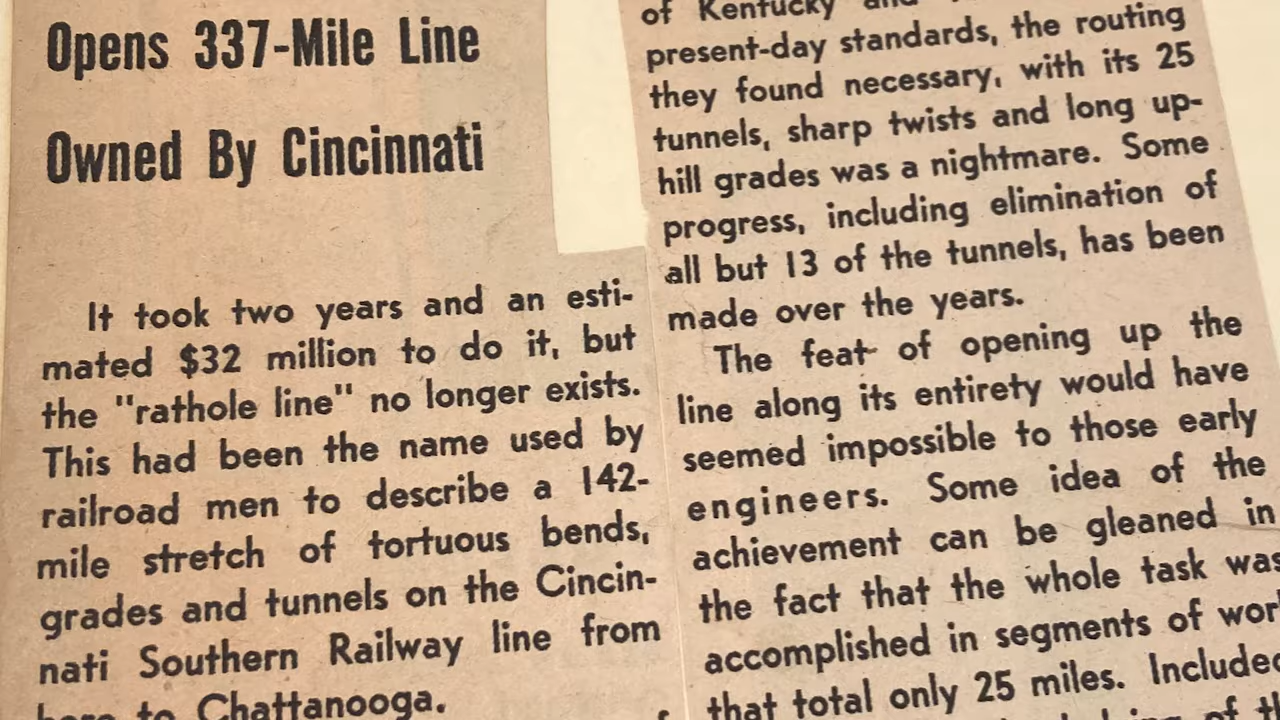 Opens 337-Mile Line
Owned By Cincinnati
It took two years and an esti-
mated $32 million to do it, but
the "rathole line" no longer exists.
This had been the name used by
railroad men to describe a 142-
mile stretch of tortuous bends,
grades and tunnels on the Cincin-
nati Southern Railway line from
here to Chattanooga.
of Kentucky and
present-day standards, the routing
they found necessary, with its 25
tunnels, sharp twists and long up-
hill grades was a nightmare. Some
progress, including elimination of
all but 13 of the tunnels, has been
made over the years.
The feat of opening up the
line along its entirety would have
seemed impossible to those early
engineers. Some idea of the
achievement can be gleaned in
the fact that the whole task was
accomplished in segments of wor
that total only 25 miles. Included
of